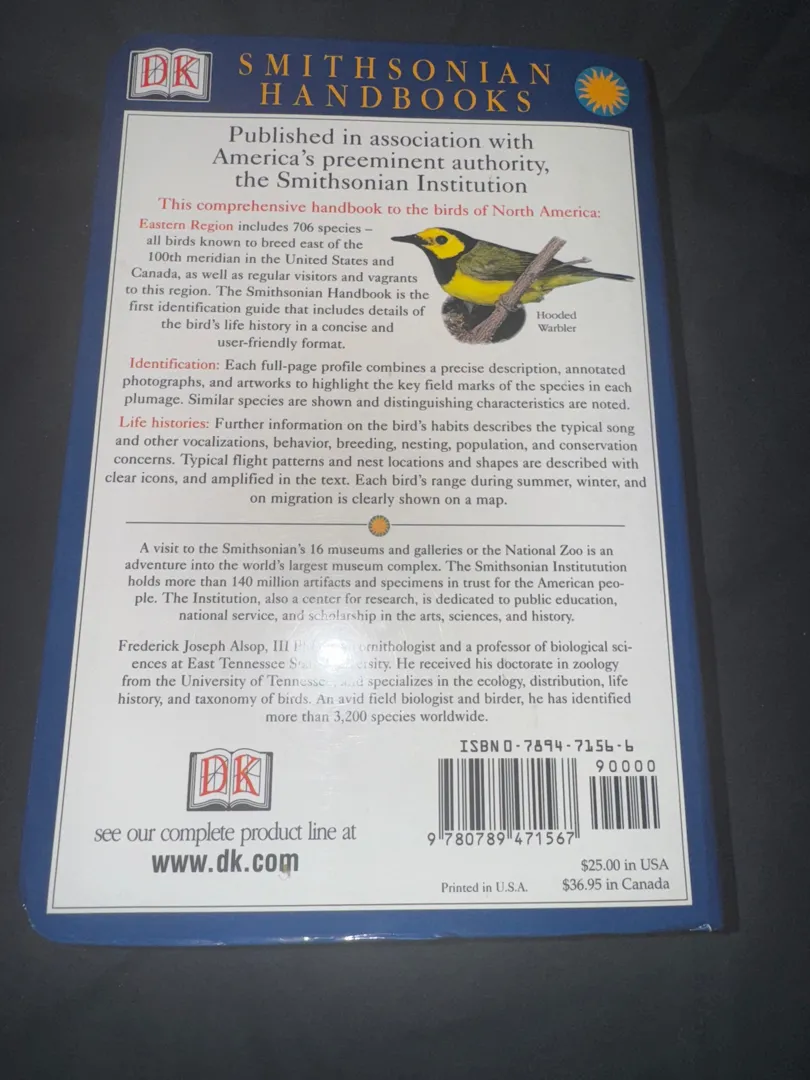 DK
SMITHSONIAN
HANDBOOKS
Published in association with
America's preeminent authority,
the Smithsonian Institution
This comprehensive handbook to the birds of North America:
Eastern Region includes 706 species –
all birds known to breed east of the
100th meridian in the United States and
Canada, as well as regular visitors and vagrants
to this region. The Smithsonian Handbook is the
first identification guide that includes details of
the bird's life history in a concise and
user-friendly format.
Hooded
Warbler
Identification: Each full-page profile combines a precise description, annotated
photographs, and artworks to highlight the key field marks of the species in each
plumage. Similar species are shown and distinguishing characteristics are noted.
Life histories: Further information on the bird's habits describes the typical song
and other vocalizations, behavior, breeding, nesting, population, and conservation
concerns. Typical flight patterns and nest locations and shapes are described with
clear icons, and amplified in the text. Each bird's range during summer, winter, and
on migration is clearly shown on a map.
A visit to the Smithsonian's 16 museums and galleries or the National Zoo is an
adventure into the world's largest museum complex. The Smithsonian Institutution
holds more than 140 million artifacts and specimens in trust for the American peo-
ple. The Institution, also a center for research, is dedicated to public education,
national service, and scholarship in the arts, sciences, and history.
Frederick Joseph Alsop, III ornithologist and a professor of biological sci-
ences at East Tennessee He received his doctorate in zoology
from the University of Tennessee, and specializes in the ecology, distribution, life
history, and taxonomy of birds. An avid field biologist and birder, he has identified
more than 3,200 species worldwide.
DK
see our complete product line at
www.dk.com
ISBN 0-7894-7156-6
90000
9 780789 471567
$25.00 in USA
Printed in U.S.A. $36.95 in Canada